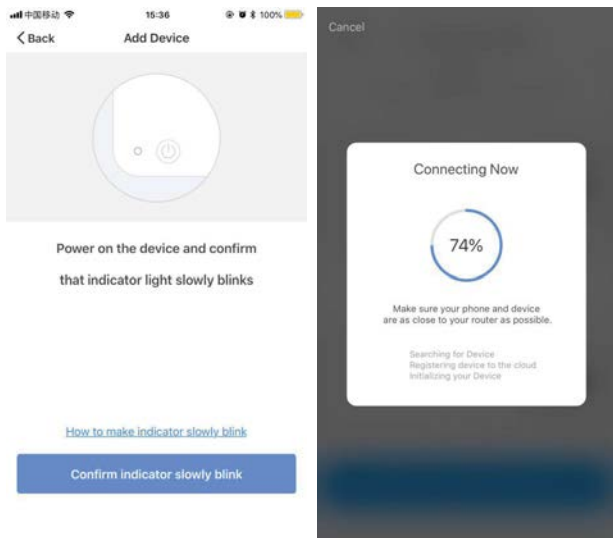 中国移动
15:36
100%
Back
Add Device
Power on the device and confirm
that indicator light slowly blinks
How to make indicator slowly blink
Confirm indicator slowly blink
Cancel
Connecting Now
74%
Make sure your phone and device
are as close to your router as possible.
Searching for Device
Registering device to the cloud
Initializing your Device